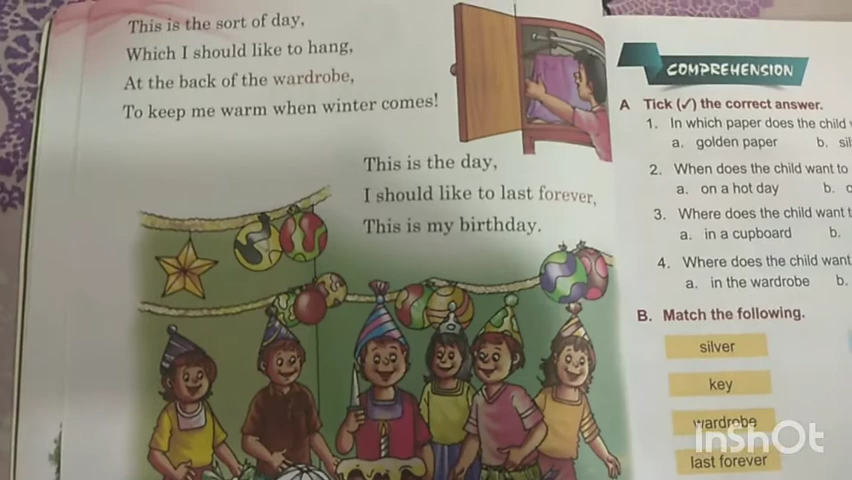 This is the sort of day,
Which I should like to hang,
At the back of the wardrobe,
To keep me warm when winter comes!
This is the day,
I should like to last forever,
This is my birthday.
COMPREHENSION
A Tick (✓) the correct answer.
1. In which paper does the child
a. golden paper b.
2. When does the child want to
a. on a hot day b.
3. Where does the child want
a. in a cupboard b.
4. Where does the child want
a. in the wardrobe b.
B. Match the following.
silver
key
wardrobe
last forever
InShOt